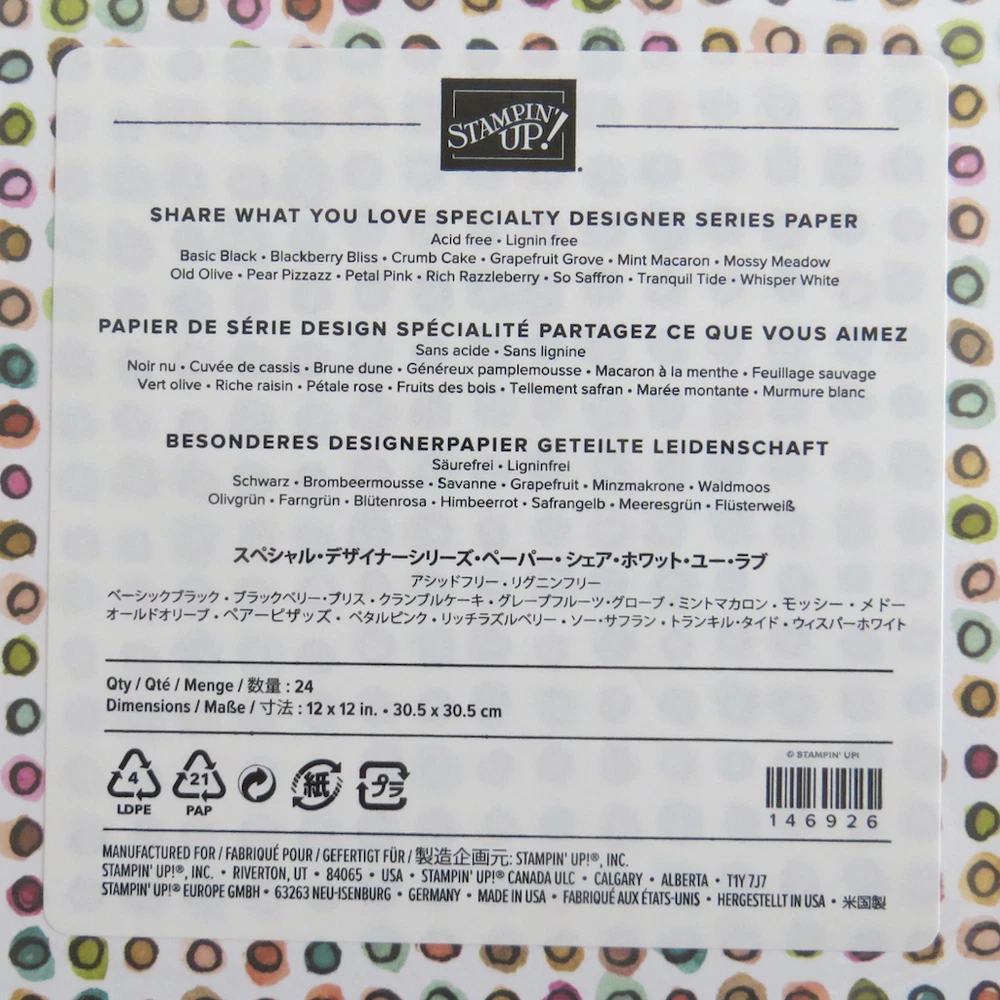 STAMPIN' UP!
SHARE WHAT YOU LOVE SPECIALTY DESIGNER SERIES PAPER
Acid free • Lignin free
Basic Black • Blackberry Bliss • Crumb Cake • Grapefruit Grove • Mint Macaron • Mossy Meadow
Old Olive • Pear Pizzazz • Petal Pink • Rich Razzleberry • So Saffron • Tranquil Tide • Whisper White
PAPIER DE SÉRIE DESIGN SPÉCIALITÉ PARTAGEZ CE QUE VOUS AIMEZ
Sans acide • Sans lignine
Noir nu • Cuvée de cassis • Brune dune • Généreux pamplemousse • Macaron à la menthe • Feuillage sauvage
Vert olive • Riche raisin • Pétale rose • Fruits des bois • Tellement safran • Marée montante • Murmure blanc
BESONDERES DESIGNERPAPIER GETEILTE LEIDENSCHAFT
Säurefrei • Ligninfrei
Schwarz • Brombeermousse • Savanne • Grapefruit • Minzmakrone • Waldmoos
Olivgrün • Farngrün • Blütenrosa • Himbeerrot • Safrangelb • Meeresgrün • Flüsterweiß
スペシャル・デザイナーシリーズ・ペーパー・シェア・ホワット・ユー・ラブ
アシッドフリー・リグニンフリー
ベーシックブラック・ブラックベリー・ブリス・クランブルケーキ・グレープフルーツ・グローブ・ミントマカロン・モッシー・メドー
オールドオリーブ・ペアーピザッズ・ペタルピンク・リッチラズルベリー・ソー・サフラン・トランキル・タイド・ウィスパーホワイト
Qty / Qté / Menge / 数量 : 24
Dimensions / Maße / 寸法 : 12 x 12 in. • 30.5 x 30.5 cm
© STAMPIN' UP!
4 21 紙 プラ
LDPE PAP
146926
MANUFACTURED FOR / FABRIQUÉ POUR / GEFERTIGT FÜR / 製造企画元: STAMPIN' UP!®, INC.
STAMPIN' UP!®, INC. • RIVERTON, UT • 84065 • USA • STAMPIN' UP!® CANADA ULC • CALGARY • ALBERTA • T1Y 7J7
STAMPIN' UP!® EUROPE GMBH • 63263 NEU-ISENBURG • GERMANY • MADE IN USA • FABRIQUÉ AUX ÉTATS-UNIS • HERGESTELLT IN USA • 米国製